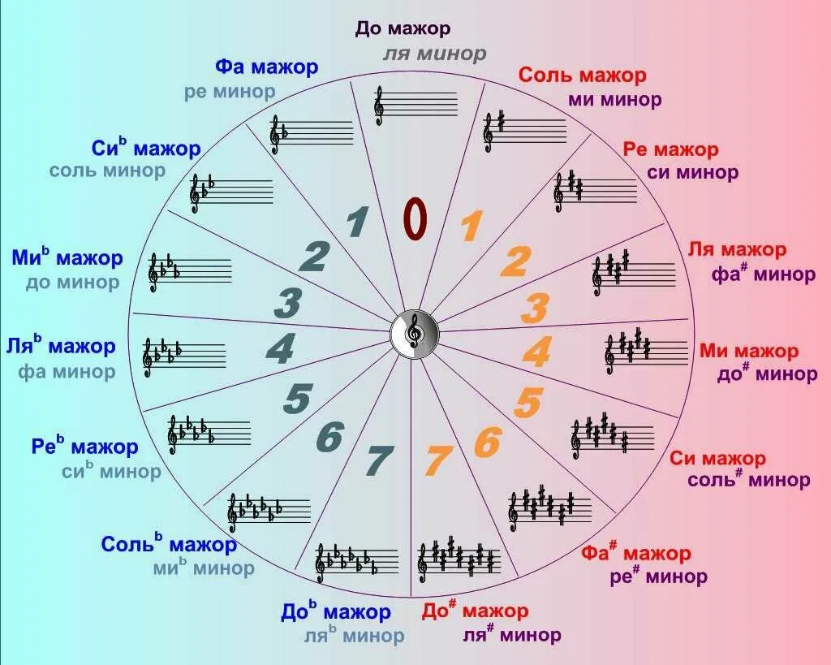 До мажор
ля минор
Соль мажор
ми минор
Ре мажор
си минор
Ля мажор
фа# минор
Ми мажор
до# минор
Си мажор
соль# минор
Фа# мажор
ре# минор
До# мажор
ля# минор
Доb мажор
ляb минор
Сольb мажор
миb минор
Реb мажор
сиb минор
Ляb мажор
фа минор
Миb мажор
до минор
Сиb мажор
соль минор
Фа мажор
ре минор
0
1
2
3
4
5
6
7
7
6
5
4
3
2
1